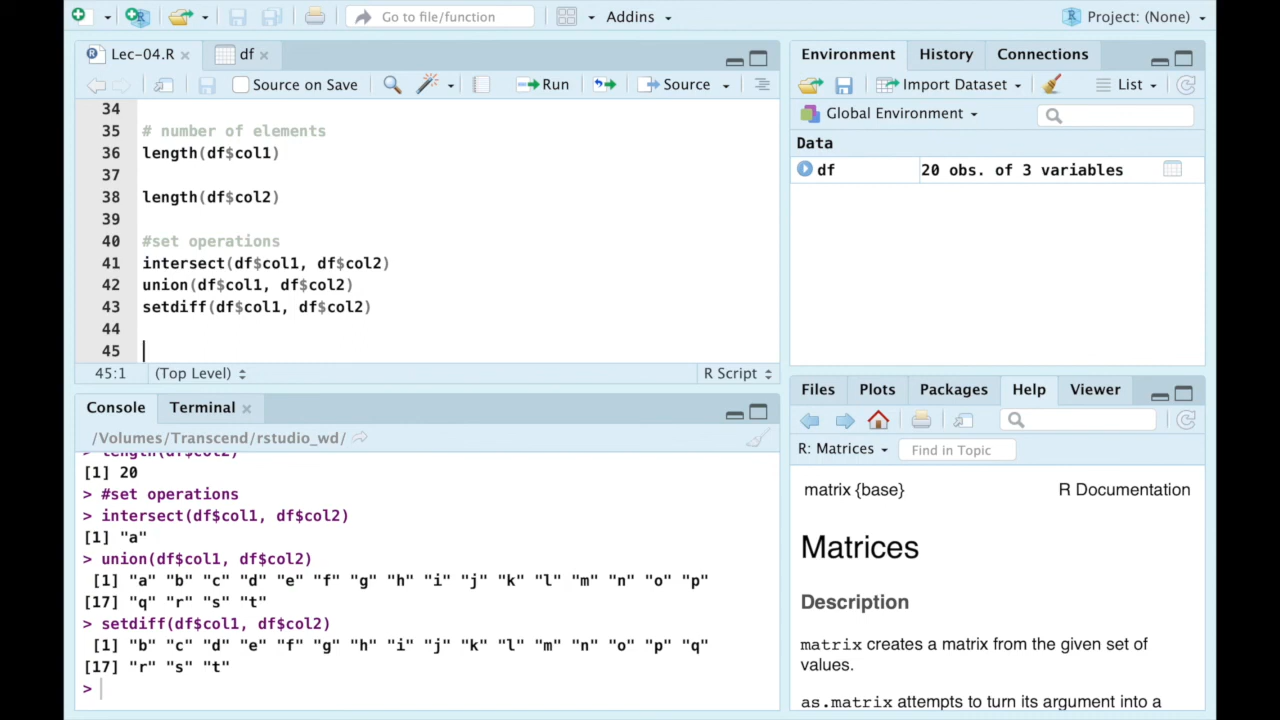 Go to file/function
Addins
Project: (None)
Lec-04.R
df
Source on Save
Run
Source
34
35 # number of elements
36 length(df$col1)
37
38 length(df$col2)
39
40 #set operations
41 intersect(df$col1, df$col2)
42 union(df$col1, df$col2)
43 setdiff(df$col1, df$col2)
44
45
45:1 (Top Level) R Script
Console Terminal
/Volumes/Transcend/rstudio_wd/
> length(df$col2)
[1] 20
> #set operations
> intersect(df$col1, df$col2)
[1] "a"
> union(df$col1, df$col2)
[1] "a" "b" "c" "d" "e" "f" "g" "h" "i" "j" "k" "l" "m" "n" "o" "p"
[17] "q" "r" "s" "t"
> setdiff(df$col1, df$col2)
[1] "b" "c" "d" "e" "f" "g" "h" "i" "j" "k" "l" "m" "n" "o" "p" "q"
[17] "r" "s" "t"
>
Environment History Connections
Import Dataset List
Global Environment
Data
df 20 obs. of 3 variables
Files Plots Packages Help Viewer
R: Matrices Find in Topic
matrix {base} R Documentation
Matrices
Description
matrix creates a matrix from the given set of
values.
as.matrix attempts to turn its argument into a